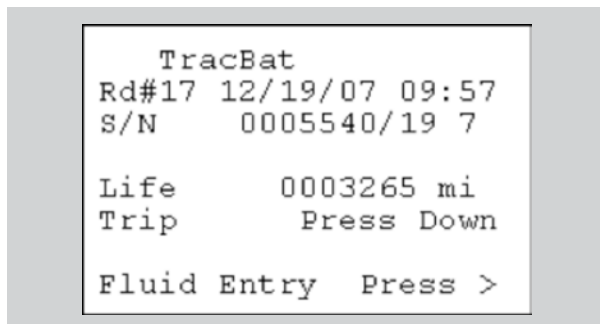 TracBat
Rd#17 12/19/07 09:57
S/N 0005540/19 7
Life 0003265 mi
Trip Press Down
Fluid Entry Press >